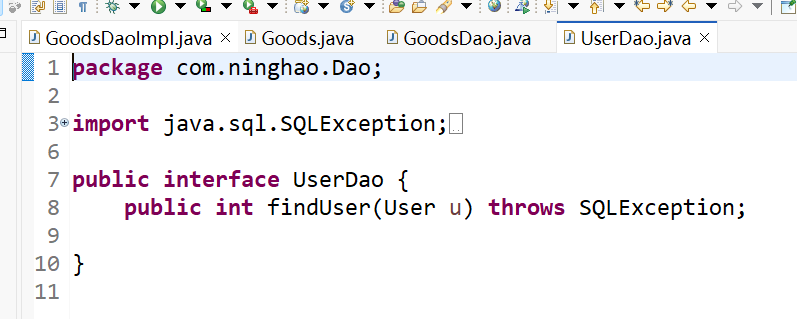 GoodsDaoImpl.java
Goods.java
GoodsDao.java
UserDao.java
1 package com.ninghao.Dao;
2
3 import java.sql.SQLException;
6
7 public interface UserDao {
8 public int findUser(User u) throws SQLException;
9
10 }
11